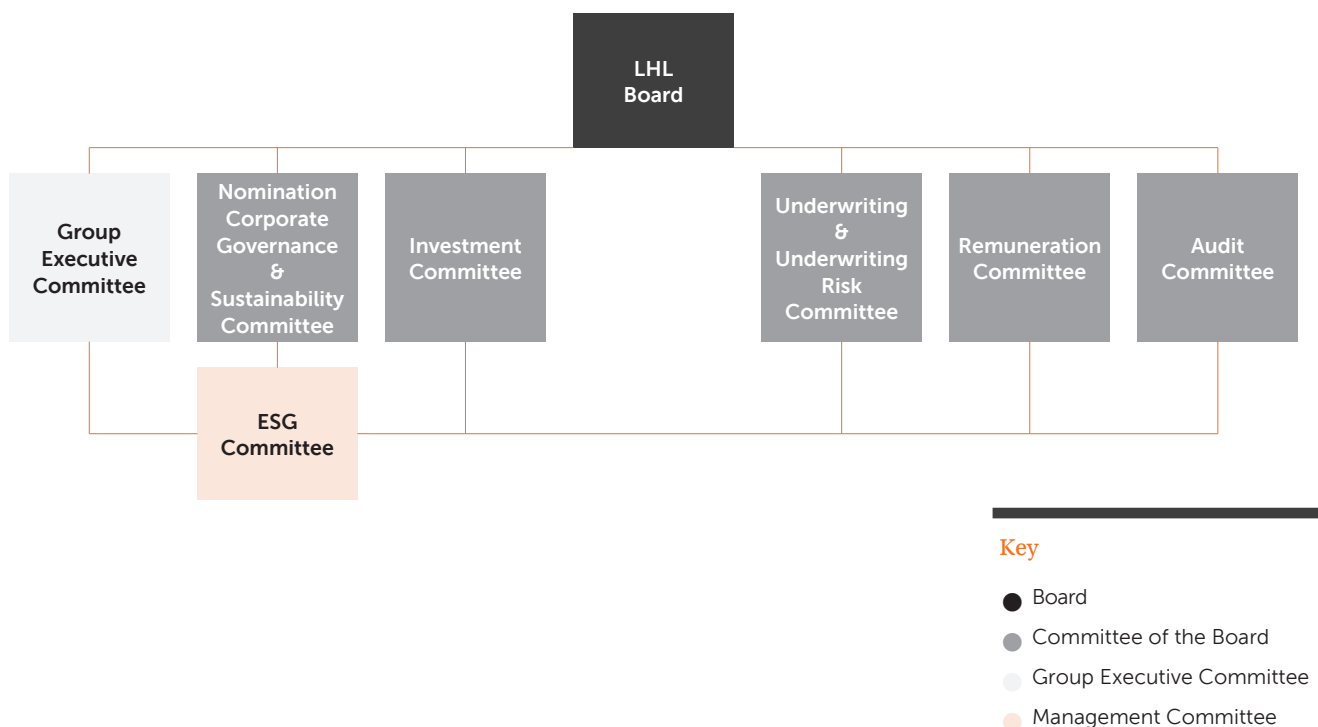 LHL
Board
Group
Executive
Committee
Nomination
Corporate
Governance
&
Sustainability
Committee
Investment
Committee
Underwriting
&
Underwriting
Risk
Committee
Remuneration
Committee
Audit
Committee
ESG
Committee
Key
Board
Committee of the Board
Group Executive Committee
Management Committee